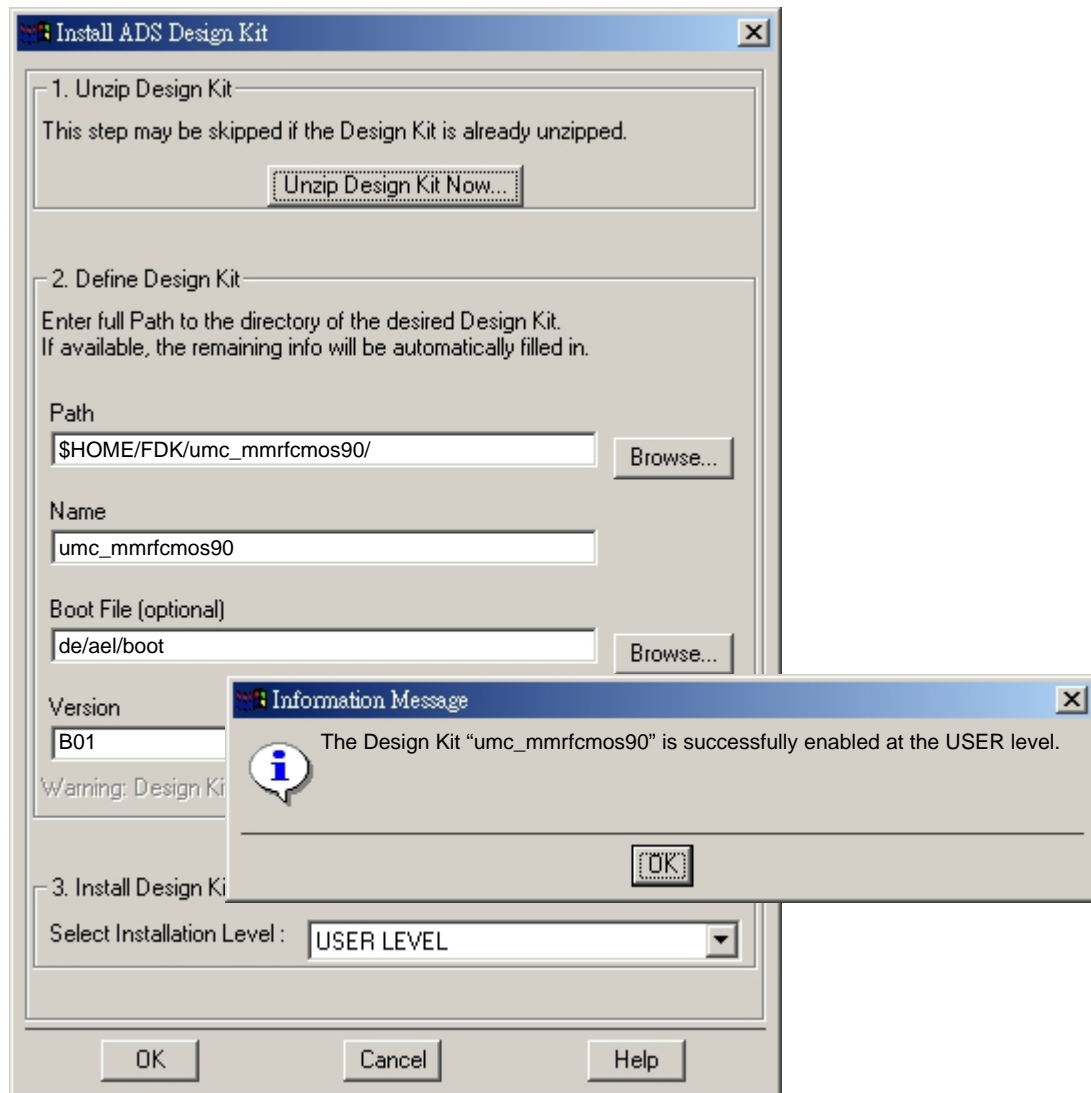 Install ADS Design Kit
1. Unzip Design Kit
This step may be skipped if the Design Kit is already unzipped.
Unzip Design Kit Now...
2. Define Design Kit
Enter full Path to the directory of the desired Design Kit.
If available, the remaining info will be automatically filled in.
Path
$HOME/FDK/umc_mmrfcmos90/
Browse...
Name
umc_mmrfcmos90
Boot File (optional)
de/ael/boot
Browse...
Version
B01
Warning: Design Ki
Information Message
The Design Kit “umc_mmrfcmos90” is successfully enabled at the USER level.
OK
3. Install Design Ki
Select Installation Level :
USER LEVEL
OK
Cancel
Help